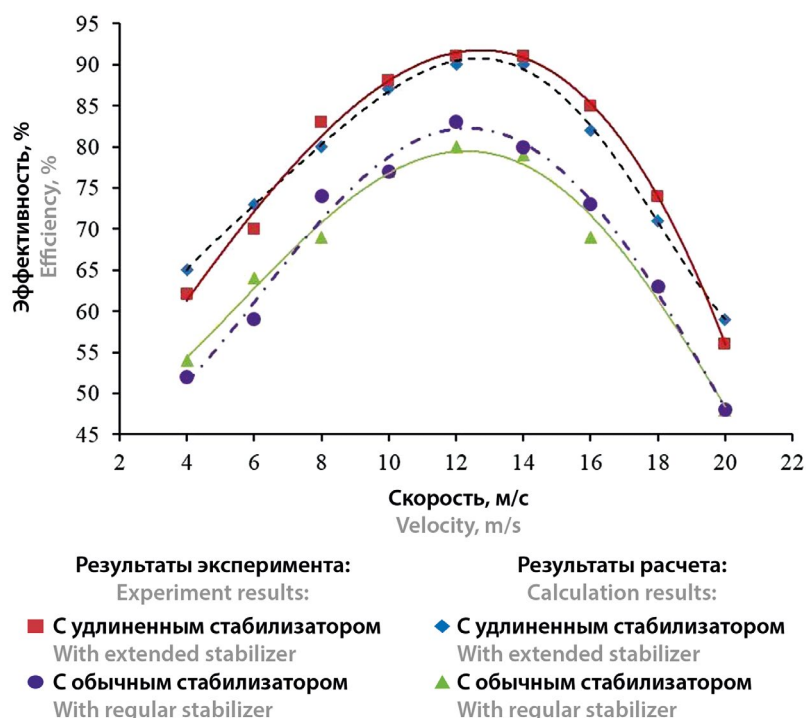 95
90
85
80
75
70
65
60
55
50
45
Эффективность, %
Efficiency, %
2 4 6 8 10 12 14 16 18 20 22
Скорость, м/с
Velocity, m/s
Результаты эксперимента:
Experiment results:
С удлиненным стабилизатором
With extended stabilizer
С обычным стабилизатором
With regular stabilizer
Результаты расчета:
Calculation results:
С удлиненным стабилизатором
With extended stabilizer
С обычным стабилизатором
With regular stabilizer